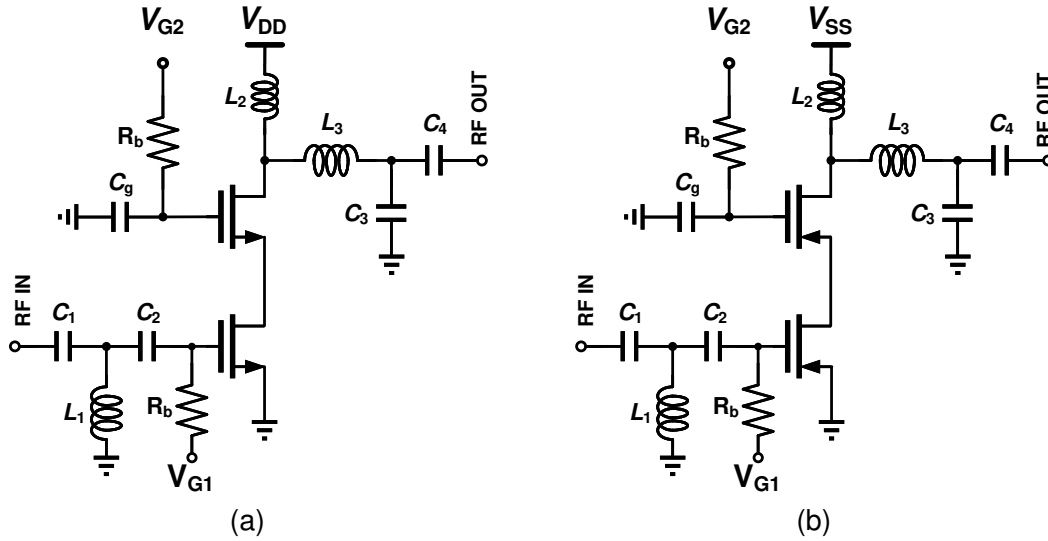 VG2
VDD
L2
Rb
L3
C4
RF OUT
Cg
C3
RF IN
C1
C2
L1
Rb
VG1
(a)
VG2
VSS
L2
Rb
L3
C4
RF OUT
Cg
C3
RF IN
C1
C2
L1
Rb
VG1
(b)